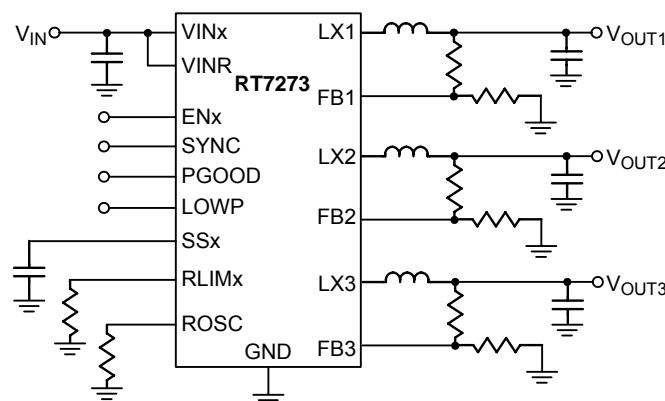 VIN
VINx
VINR
RT7273
ENx
SYNC
PGOOD
LOWP
SSx
RLIMx
ROSC
GND
LX1
VOUT1
FB1
LX2
VOUT2
FB2
LX3
VOUT3
FB3